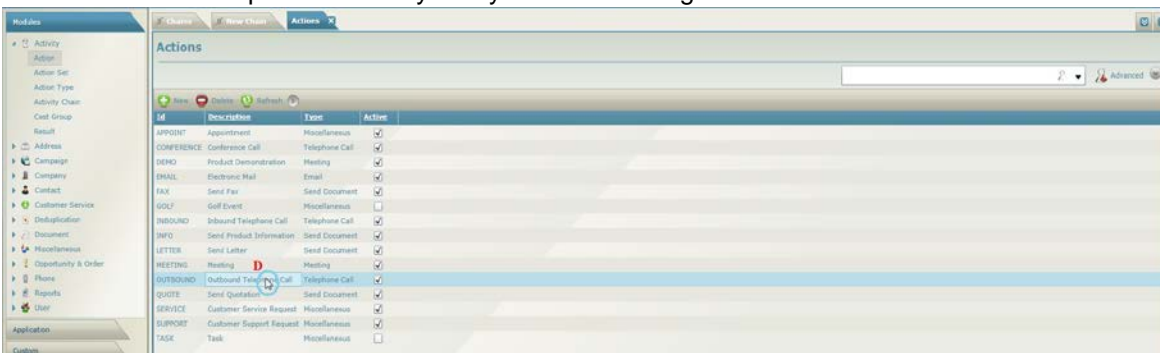 Modules
Charts New Chain Actions X
Activity
Action
Action Set
Action Type
Activity Chain
Cost Group
Result
Address
Campaign
Company
Contact
Customer Service
Deduplication
Document
Miscellaneous
Opportunity & Order
Phone
Reports
User
Application
Custom
Actions
Advanced
New Delete Refresh
Id Description Type Active
APPOINT Appointment Miscellaneous
CONFERENCE Conference Call Telephone Call
DEMO Product Demonstration Meeting
EMAIL Electronic Mail Email
FAX Send Fax Send Document
GOLF Golf Event Miscellaneous
INBOUND Inbound Telephone Call Telephone Call
INFO Send Product Information Send Document
LETTER Send Letter Send Document
MEETING Meeting D Meeting
OUTBOUND Outbound Telephone Call Telephone Call
QUOTE Send Quotation Send Document
SERVICE Customer Service Request Miscellaneous
SUPPORT Customer Support Request Miscellaneous
TASK Task Miscellaneous